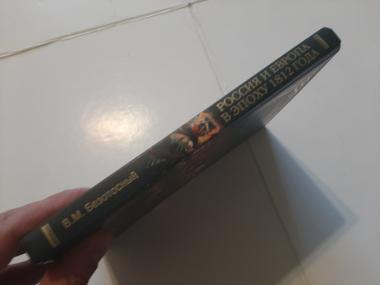 В.М. Безотосный
РОССИЯ И ЕВРОПА
В ЭПОХУ 1812 ГОДА